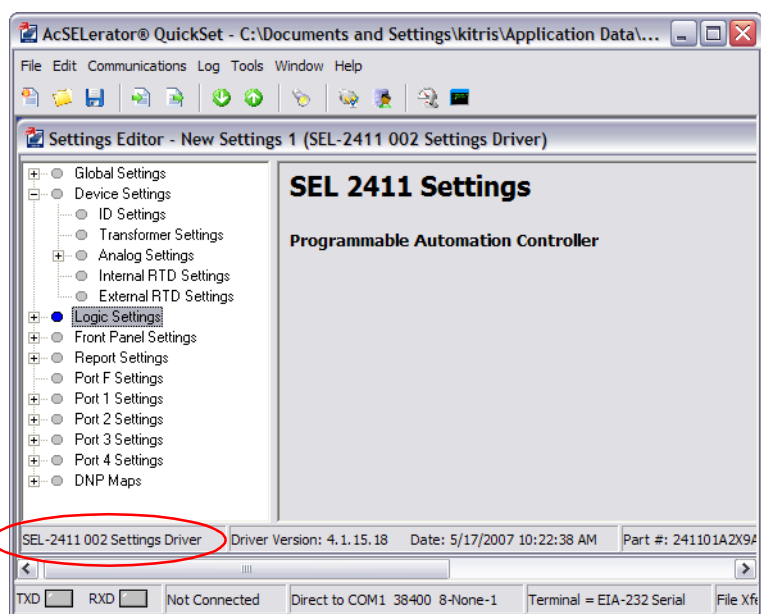 AcSELerator® QuickSet - C:\Documents and Settings\kitris\Application Data\...
File Edit Communications Log Tools Window Help
Settings Editor - New Settings 1 (SEL-2411 002 Settings Driver)
Global Settings
Device Settings
ID Settings
Transformer Settings
Analog Settings
Internal RTD Settings
External RTD Settings
Logic Settings
Front Panel Settings
Report Settings
Port F Settings
Port 1 Settings
Port 2 Settings
Port 3 Settings
Port 4 Settings
DNP Maps
SEL 2411 Settings
Programmable Automation Controller
SEL-2411 002 Settings Driver Driver Version: 4.1.15.18 Date: 5/17/2007 10:22:38 AM Part #: 241101A2X9A
TXD RXD Not Connected Direct to COM1 38400 8-None-1 Terminal = EIA-232 Serial File Xfe